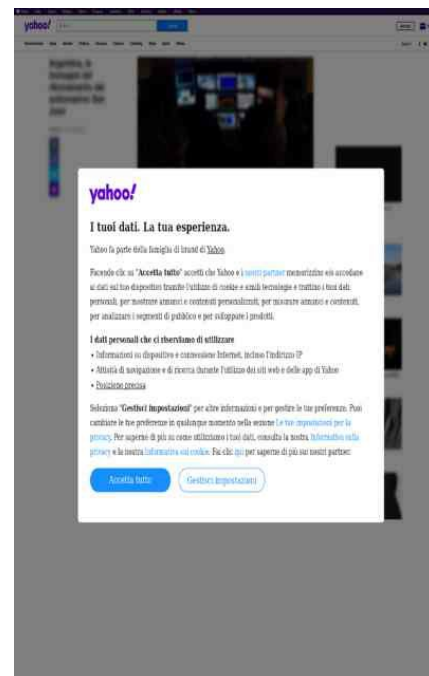 yahoo!
yahoo!
I tuoi dati. La tua esperienza.
Yahoo fa parte della famiglia di brand di Yahoo.
Facendo clic su "Accetta tutto" accetti che Yahoo e i nostri partner memorizzino e/o accedano
ai dati sul tuo dispositivo tramite l'utilizzo di cookie e simili tecnologie e trattino i tuoi dati
personali, per mostrare annunci e contenuti personalizzati, per misurare annunci e contenuti,
per analizzare i segmenti di pubblico e per sviluppare i prodotti.
I dati personali che ci riserviamo di utilizzare
• Informazioni su dispositivo e connessione Internet, incluso l'indirizzo IP
• Attività di navigazione e di ricerca durante l'utilizzo dei siti web e delle app di Yahoo
• Posizione precisa
Seleziona "Gestisci impostazioni" per altre informazioni e per gestire le tue preferenze. Puoi
cambiare le tue preferenze in qualunque momento nella sezione Le tue impostazioni per la
privacy. Per saperne di più su come utilizziamo i tuoi dati, consulta la nostra Informativa sulla
privacy e la nostra Informativa sui cookie. Fai clic qui per saperne di più sui nostri partner.
Accetta tutto
Gestisci impostazioni